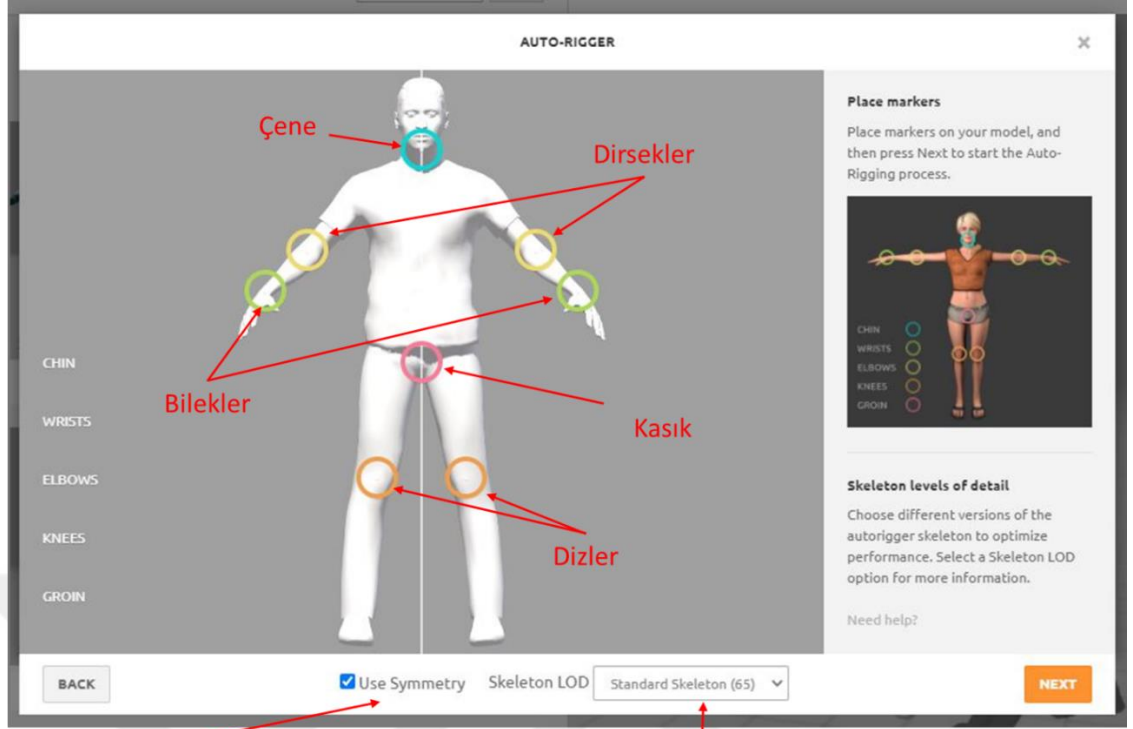 AUTO-RIGGER
×
Çene
Dirsekler
Bilekler
Kasık
Dizler
CHIN
WRISTS
ELBOWS
KNEES
GROIN
Place markers
Place markers on your model, and
then press Next to start the Auto-
Rigging process.
CHIN
WRISTS
ELBOWS
KNEES
GROIN
Skeleton levels of detail
Choose different versions of the
autorigger skeleton to optimize
performance. Select a Skeleton LOD
option for more information.
Need help?
BACK
Use Symmetry
Skeleton LOD
Standard Skeleton (65)
NEXT